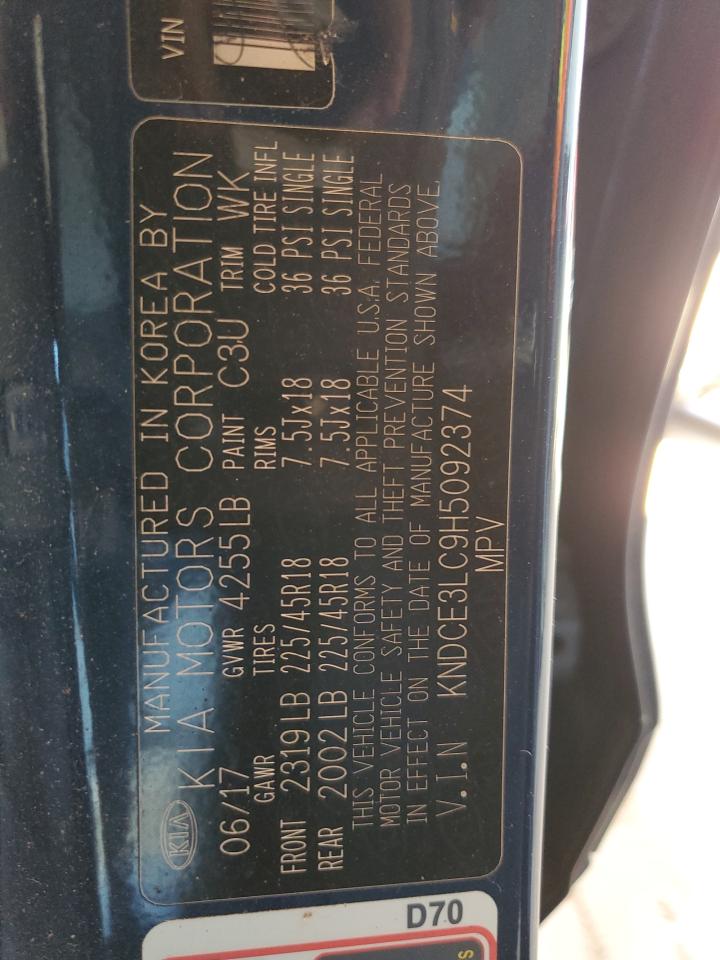 VIN
MANUFACTURED IN KOREA BY
KIA KIA MOTORS CORPORATION
06/17 GVWR 4255LB PAINT C3U TRIM WK
GAWR TIRES RIMS COLD TIRE INFL
FRONT 2319LB 225/45R18 7.5Jx18 36 PSI SINGLE
REAR 2002LB 225/45R18 7.5Jx18 36 PSI SINGLE
THIS VEHICLE CONFORMS TO ALL APPLICABLE U.S.A. FEDERAL
MOTOR VEHICLE SAFETY AND THEFT PREVENTION STANDARDS
IN EFFECT ON THE DATE OF MANUFACTURE SHOWN ABOVE.
V.I.N KNDCE3LC9H5092374
MPV
D70